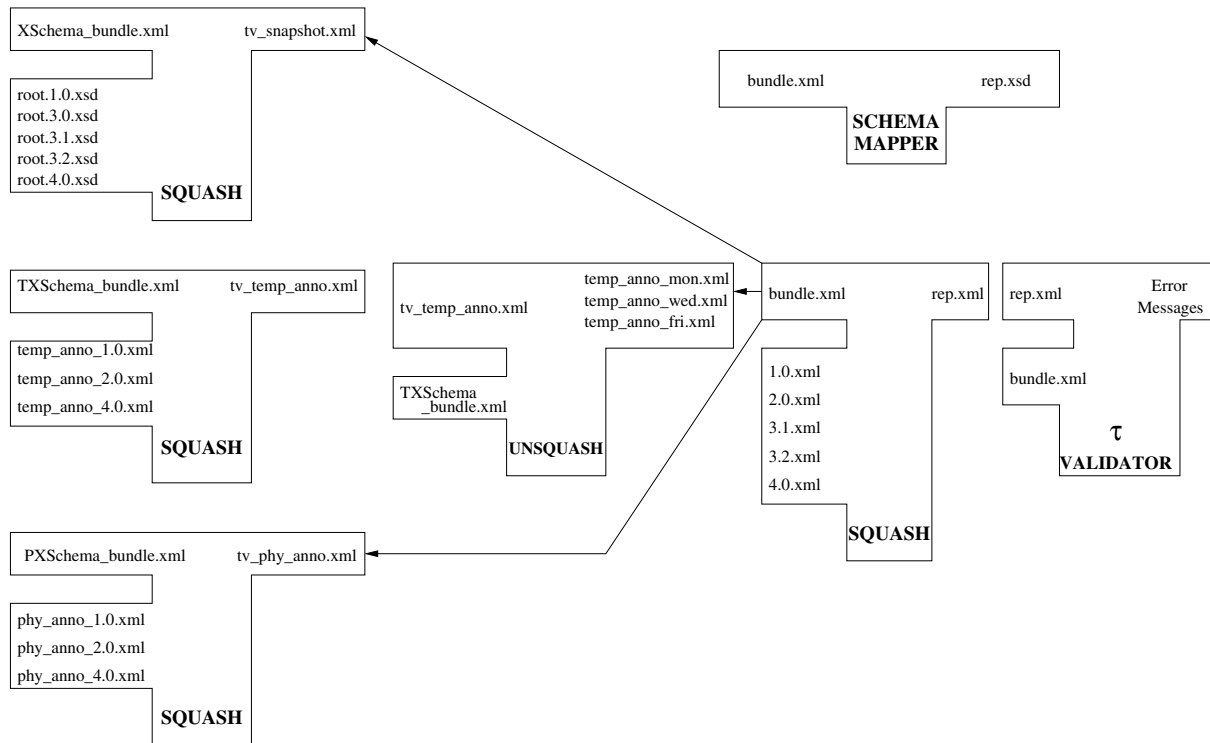 XSchema_bundle.xml tv_snapshot.xml
root.1.0.xsd
root.3.0.xsd
root.3.1.xsd
root.3.2.xsd
root.4.0.xsd
SQUASH
bundle.xml rep.xsd
SCHEMA
MAPPER
TXSchema_bundle.xml tv_temp_anno.xml
temp_anno_1.0.xml
temp_anno_2.0.xml
temp_anno_4.0.xml
SQUASH
tv_temp_anno.xml
temp_anno_mon.xml
temp_anno_wed.xml
temp_anno_fri.xml
TXSchema
_bundle.xml
UNSQUASH
bundle.xml rep.xml
1.0.xml
2.0.xml
3.1.xml
3.2.xml
4.0.xml
SQUASH
rep.xml
Error
Messages
bundle.xml
τ
VALIDATOR
PXSchema_bundle.xml tv_phy_anno.xml
phy_anno_1.0.xml
phy_anno_2.0.xml
phy_anno_4.0.xml
SQUASH